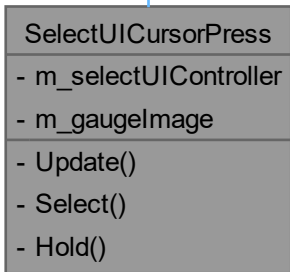 SelectUICursorPress
- m_selectUIController
- m_gaugeImage
- Update()
- Select()
- Hold()